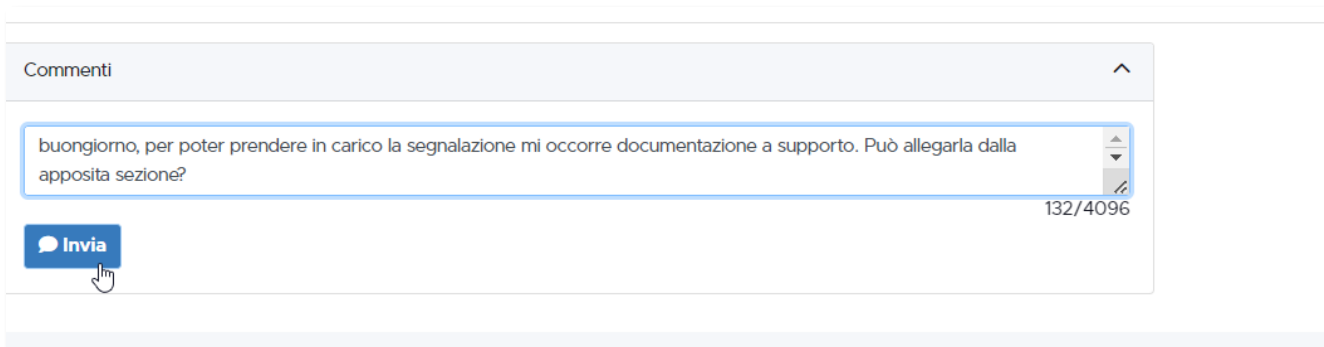 Commenti
buongiorno, per poter prendere in carico la segnalazione mi occorre documentazione a supporto. Può allegarla dalla
apposita sezione?
132/4096
Invia